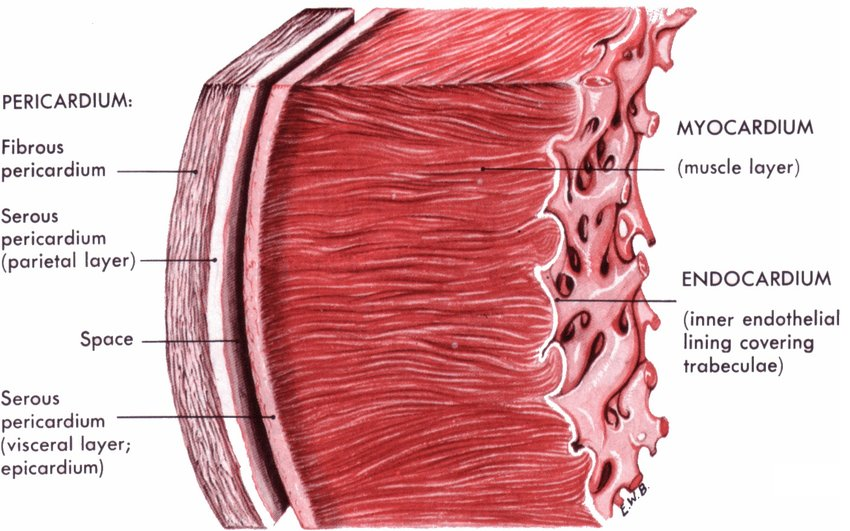 PERICARDIUM:
Fibrous
pericardium
Serous
pericardium
(parietal layer)
Space
Serous
pericardium
(visceral layer;
epicardium)
MYOCARDIUM
(muscle layer)
ENDOCARDIUM
(inner endothelial
lining covering
trabeculae)
E.W.B.